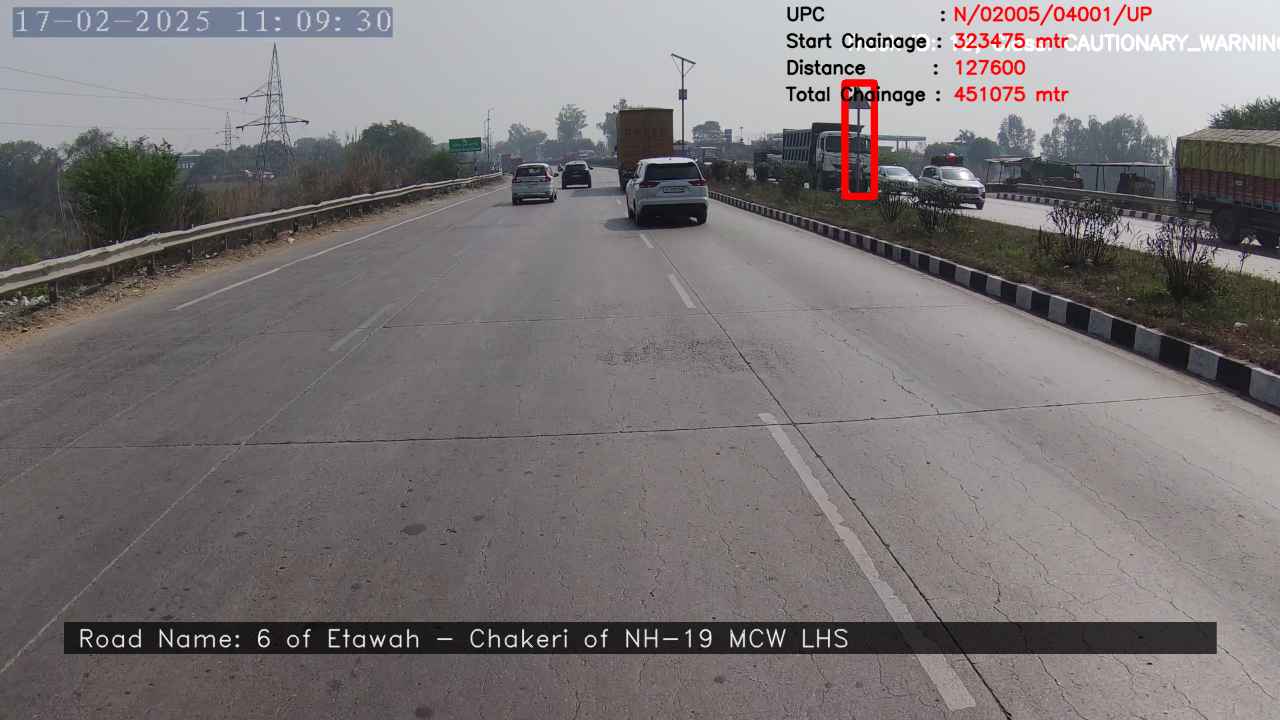 17-02-2025 11:09:30
UPC : N/02005/04001/UP
Start Chainage : 323475 mtr
CAUTIONARY_WARNING
Distance : 127600
Total Chainage : 451075 mtr
Road Name: 6 of Etawah - Chakeri of NH-19 MCW LHS